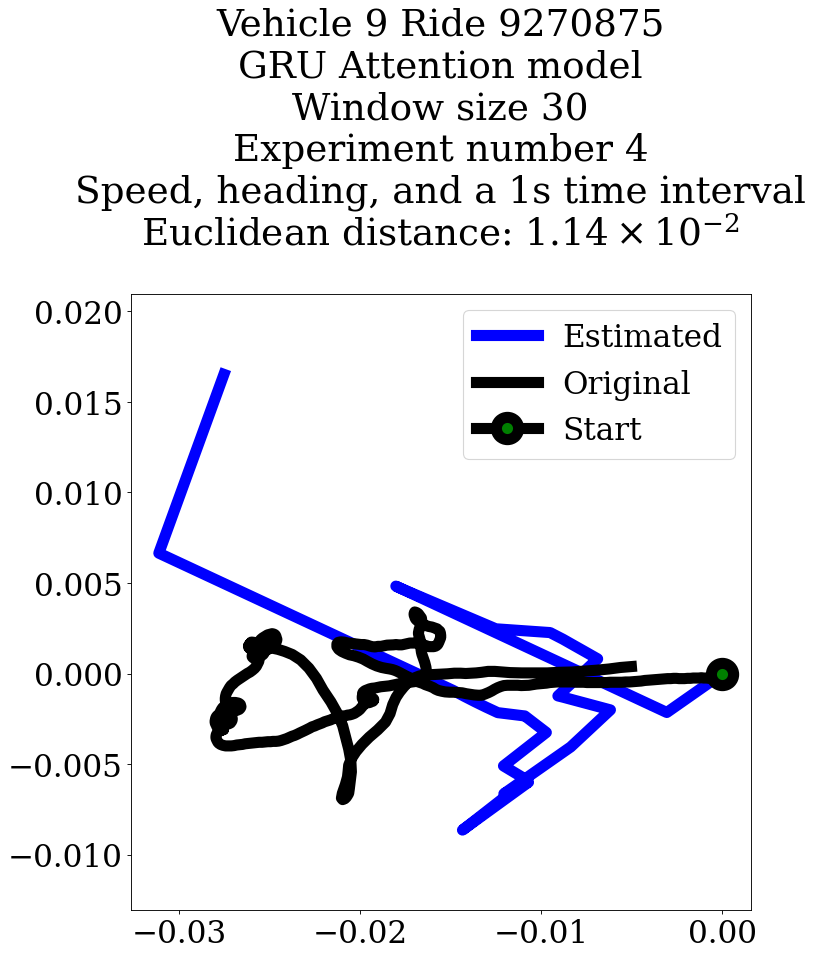 Vehicle 9 Ride 9270875
GRU Attention model
Window size 30
Experiment number 4
Speed, heading, and a 1s time interval
Euclidean distance: 1.14 × 10⁻²
Estimated
Original
Start
0.020
0.015
0.010
0.005
0.000
−0.005
−0.010
−0.03 −0.02 −0.01 0.00